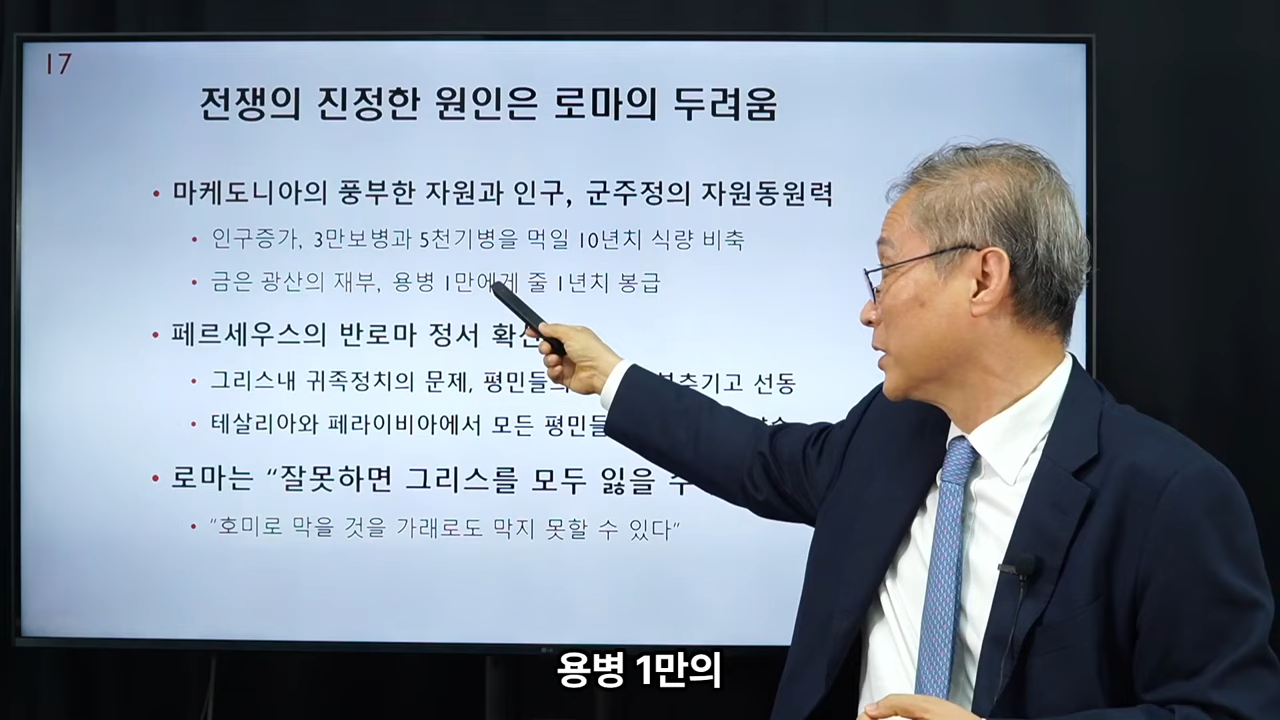 17
전쟁의 진정한 원인은 로마의 두려움
• 마케도니아의 풍부한 자원과 인구, 군주정의 자원동원력
• 인구증가, 3만보병과 5천기병을 먹일 10년치 식량 비축
• 금은 광산의 재부, 용병 1만에게 줄 1년치 봉급
• 페르세우스의 반로마 정서 확산
• 그리스내 귀족정치의 문제, 평민들의 부추기고 선동
• 테살리아와 페라이비아에서 모든 평민들
• 로마는 “잘못하면 그리스를 모두 잃을 수
• “호미로 막을 것을 가래로도 막지 못할 수 있다”
용병 1만의